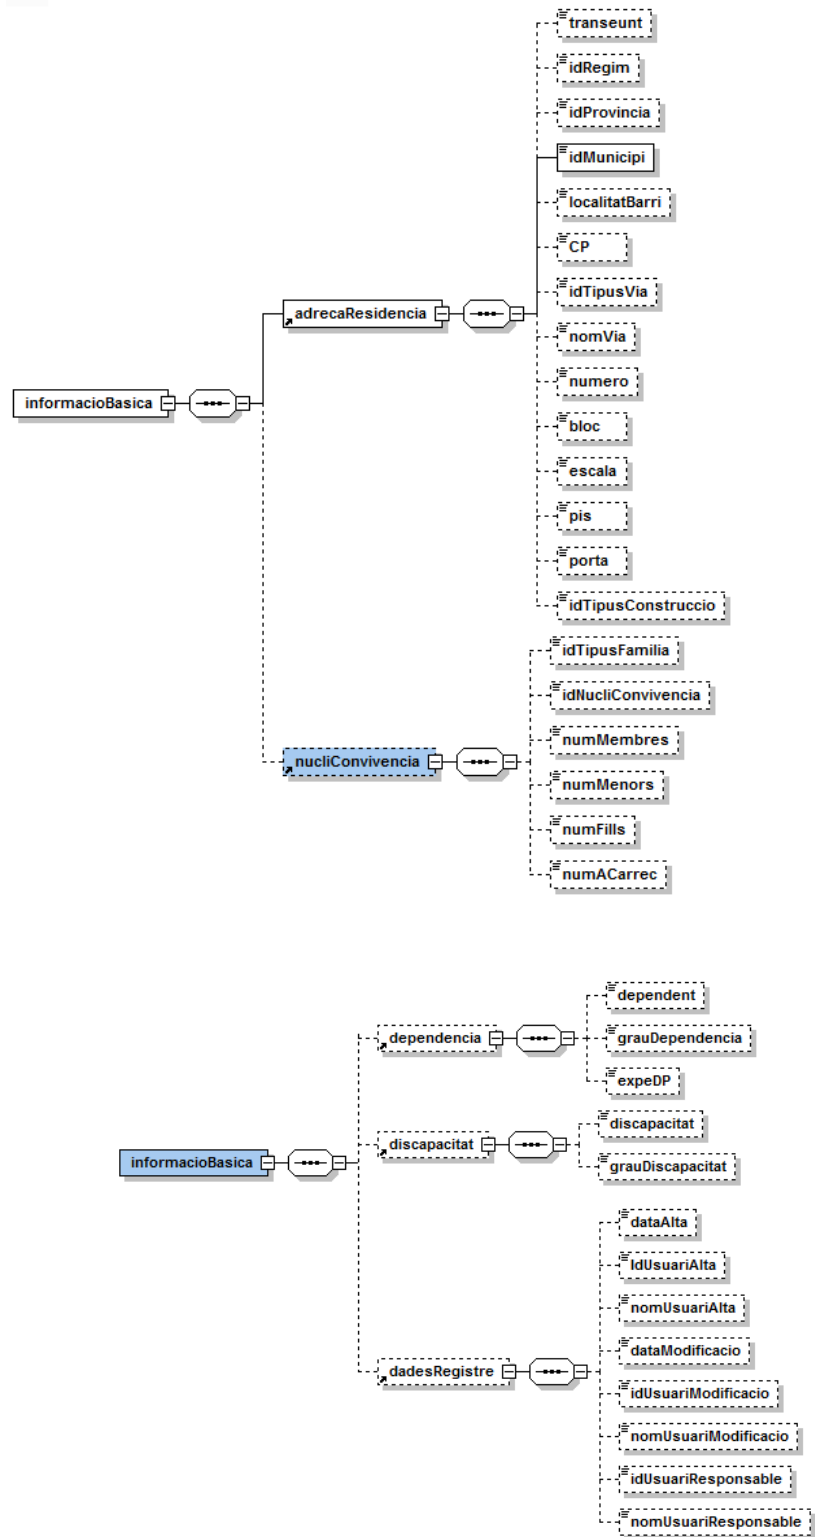 transeunt
idRegim
idProvincia
idMunicipi
localitatBarri
CP
idTipusVia
adrecaResidencia
nomVia
numero
informacioBasica
bloc
escala
pis
porta
idTipusConstruccio
idTipusFamilia
idNucliConvivencia
numMembres
nucliConvivencia
numMenors
numFills
numACarrec
dependent
dependencia
grauDependencia
expeDP
discapacitat
discapacitat
informacioBasica
grauDiscapacitat
dataAlta
IdUsuariAlta
nomUsuariAlta
dataModificacio
dadesRegistre
idUsuariModificacio
nomUsuariModificacio
idUsuariResponsable
nomUsuariResponsable